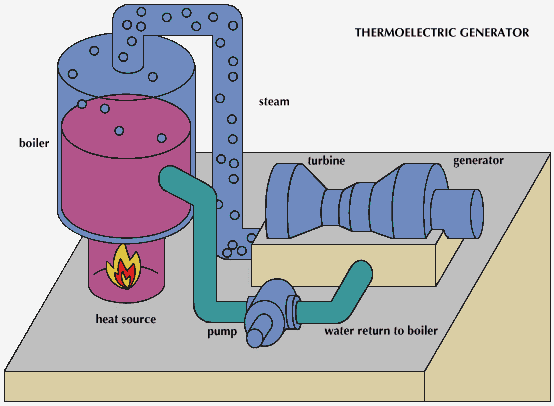 THERMOELECTRIC GENERATOR
steam
boiler
turbine
generator
heat source
pump
water return to boiler